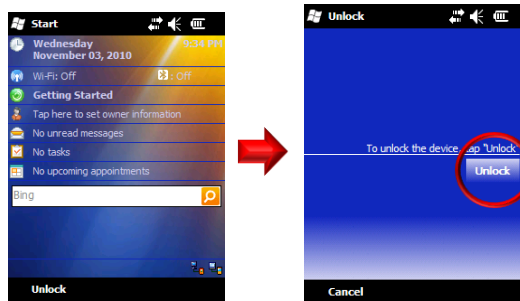 Start
Wednesday
9:34 PM
November 03, 2010
Wi-Fi: Off
: Off
Getting Started
Tap here to set owner information
No unread messages
No tasks
No upcoming appointments
Bing
Unlock
Unlock
To unlock the device, tap "Unlock
Unlock
Cancel